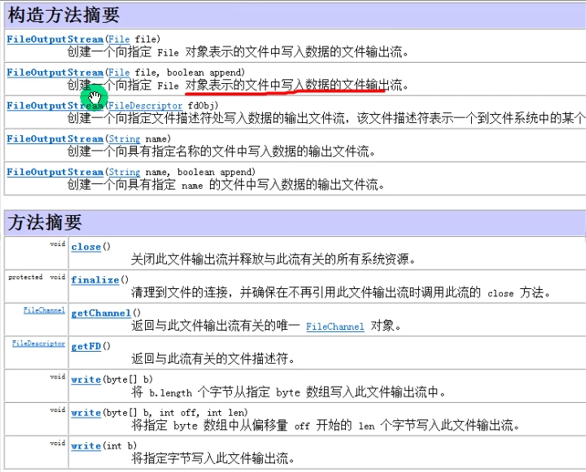 构造方法摘要
FileOutputStream(File file)
创建一个向指定 File 对象表示的文件中写入数据的文件输出流。
FileOutputStream(File file, boolean append)
创建一个向指定 File 对象表示的文件中写入数据的文件输出流。
FileOutputStream(FileDescriptor fdObj)
创建一个向指定文件描述符处写入数据的输出文件流，该文件描述符表示一个到文件系统中的某个
FileOutputStream(String name)
创建一个向具有指定名称的文件中写入数据的输出文件流。
FileOutputStream(String name, boolean append)
创建一个向具有指定 name 的文件中写入数据的输出文件流。
方法摘要
void close()
关闭此文件输出流并释放与此流有关的所有系统资源。
protected void finalize()
清理到文件的连接，并确保在不再引用此文件输出流时调用此流的 close 方法。
FileChannel getChannel()
返回与此文件输出流有关的唯一 FileChannel 对象。
FileDescriptor getFD()
返回与此流有关的文件描述符。
void write(byte[] b)
将 b.length 个字节从指定 byte 数组写入此文件输出流中。
void write(byte[] b, int off, int len)
将指定 byte 数组中从偏移量 off 开始的 len 个字节写入此文件输出流。
void write(int b)
将指定字节写入此文件输出流。